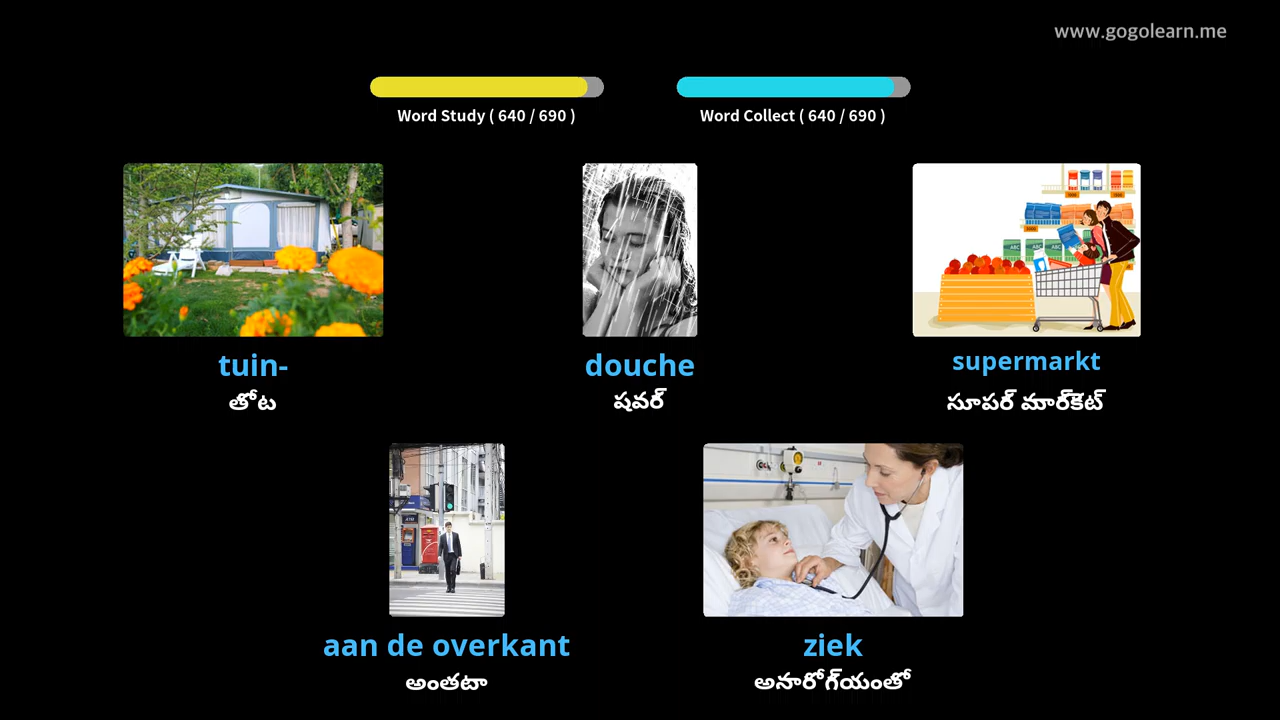 www.gogolearn.me
Word Study ( 640 / 690 )
Word Collect ( 640 / 690 )
tuin-
తోట
douche
షవర్
supermarkt
సూపర్ మార్కెట్
aan de overkant
అంతటా
ziek
అనారోగ్యంతో